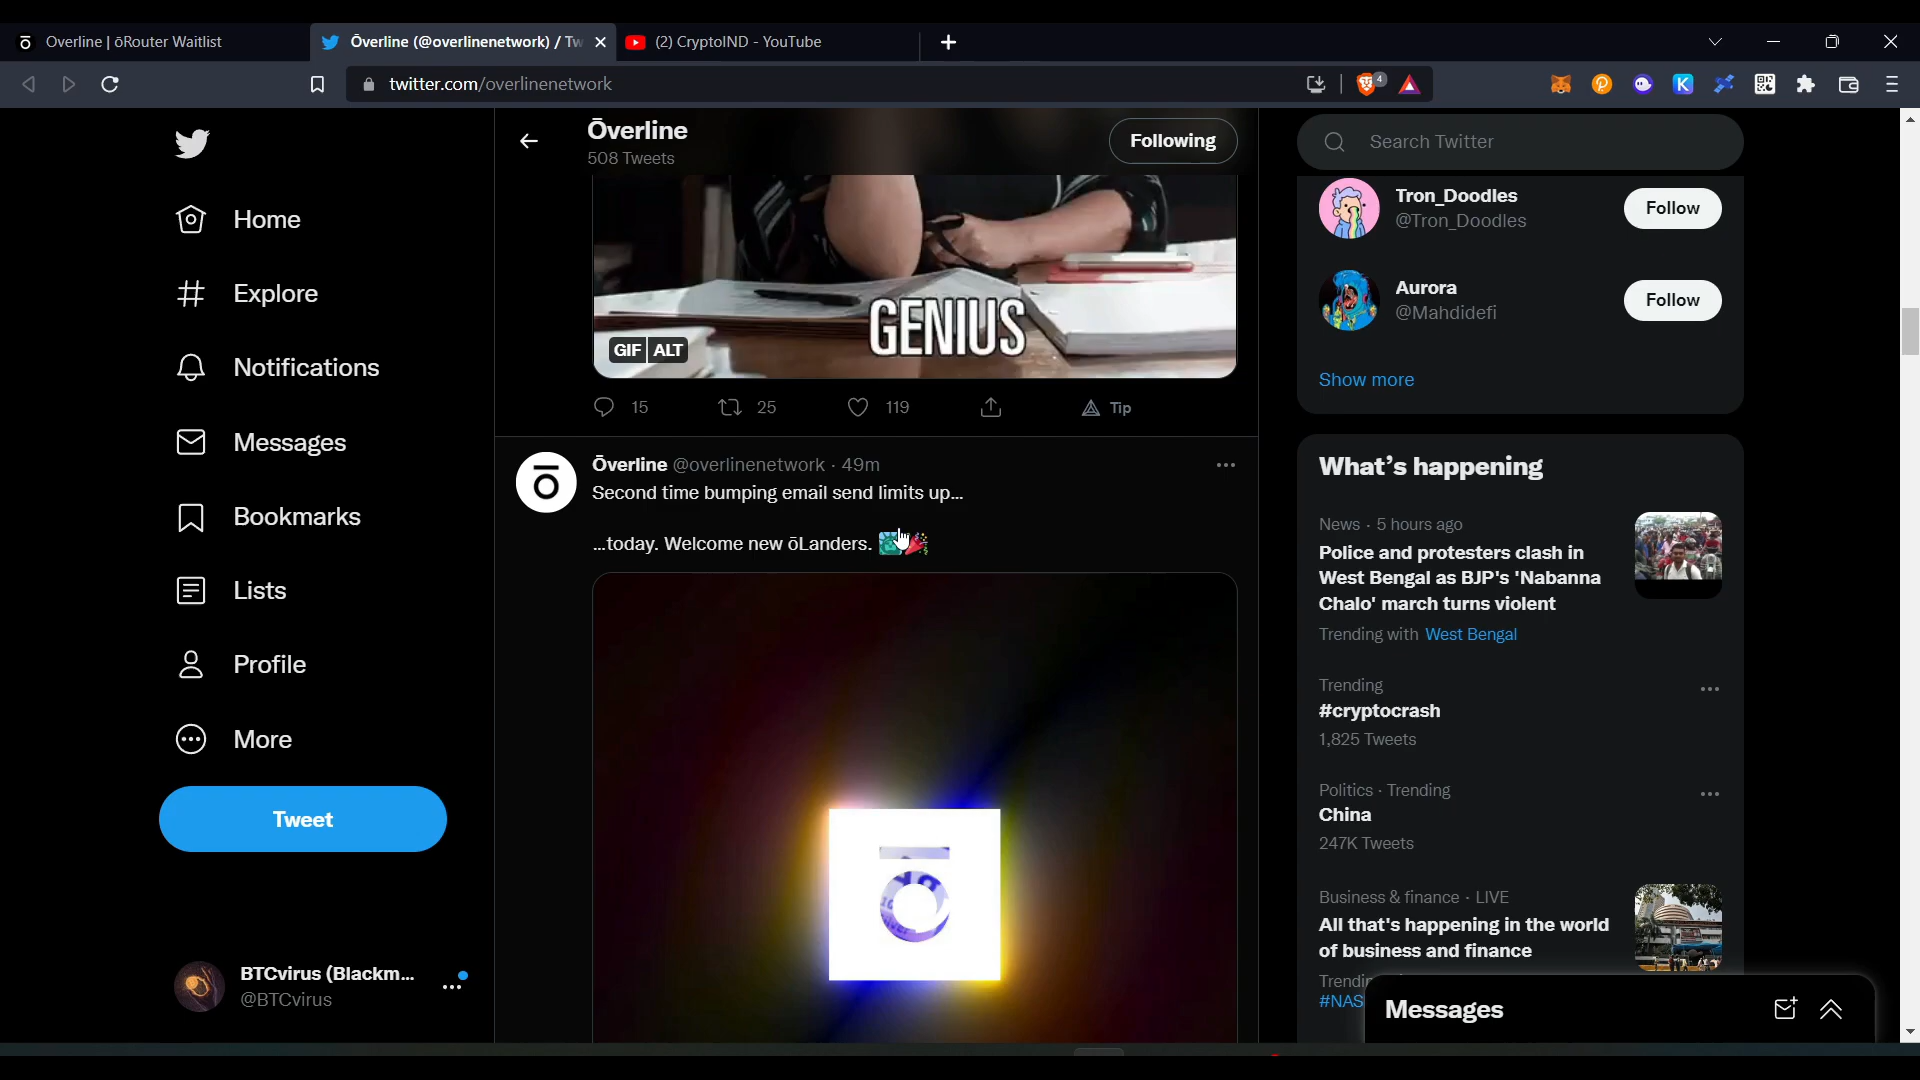 Overline | ōRouter Waitlist
Ōverline (@overlinenetwork) / Tw
(2) CryptoIND - YouTube
twitter.com/overlinenetwork
4
Home
Explore
Notifications
Messages
Bookmarks
Lists
Profile
More
Tweet
BTCvirus (Blackm...
@BTCvirus
Ōverline
508 Tweets
Following
GENIUS
GIF ALT
15 25 119 Tip
Ōverline @overlinenetwork · 49m
Second time bumping email send limits up...
...today. Welcome new ōLanders.
ō
Search Twitter
Tron_Doodles
@Tron_Doodles
Follow
Aurora
@Mahdidefi
Follow
Show more
What's happening
News · 5 hours ago
Police and protesters clash in
West Bengal as BJP's 'Nabanna
Chalo' march turns violent
Trending with West Bengal
Trending
#cryptocrash
1,825 Tweets
Politics · Trending
China
247K Tweets
Business & finance · LIVE
All that's happening in the world
of business and finance
#NAS
Messages